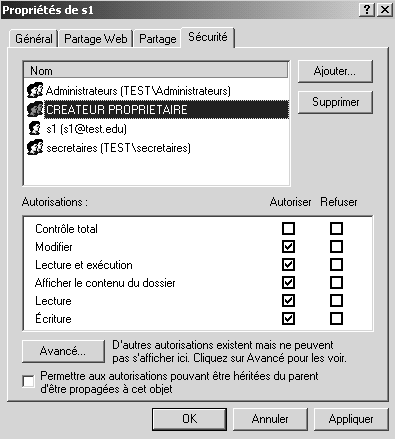 Propriétés de s1
Général
Partage Web
Partage
Sécurité
Nom
Administrateurs (TEST\Administrateurs)
CREATEUR PROPRIETAIRE
s1 (s1@test.edu)
secretaires (TEST\secretaires)
Ajouter...
Supprimer
Autorisations : Autoriser Refuser
Contrôle total
Modifier
Lecture et exécution
Afficher le contenu du dossier
Lecture
Écriture
Avancé...
D'autres autorisations existent mais ne peuvent
pas s'afficher ici. Cliquez sur Avancé pour les voir.
Permettre aux autorisations pouvant être héritées du parent
d'être propagées à cet objet
OK
Annuler
Appliquer